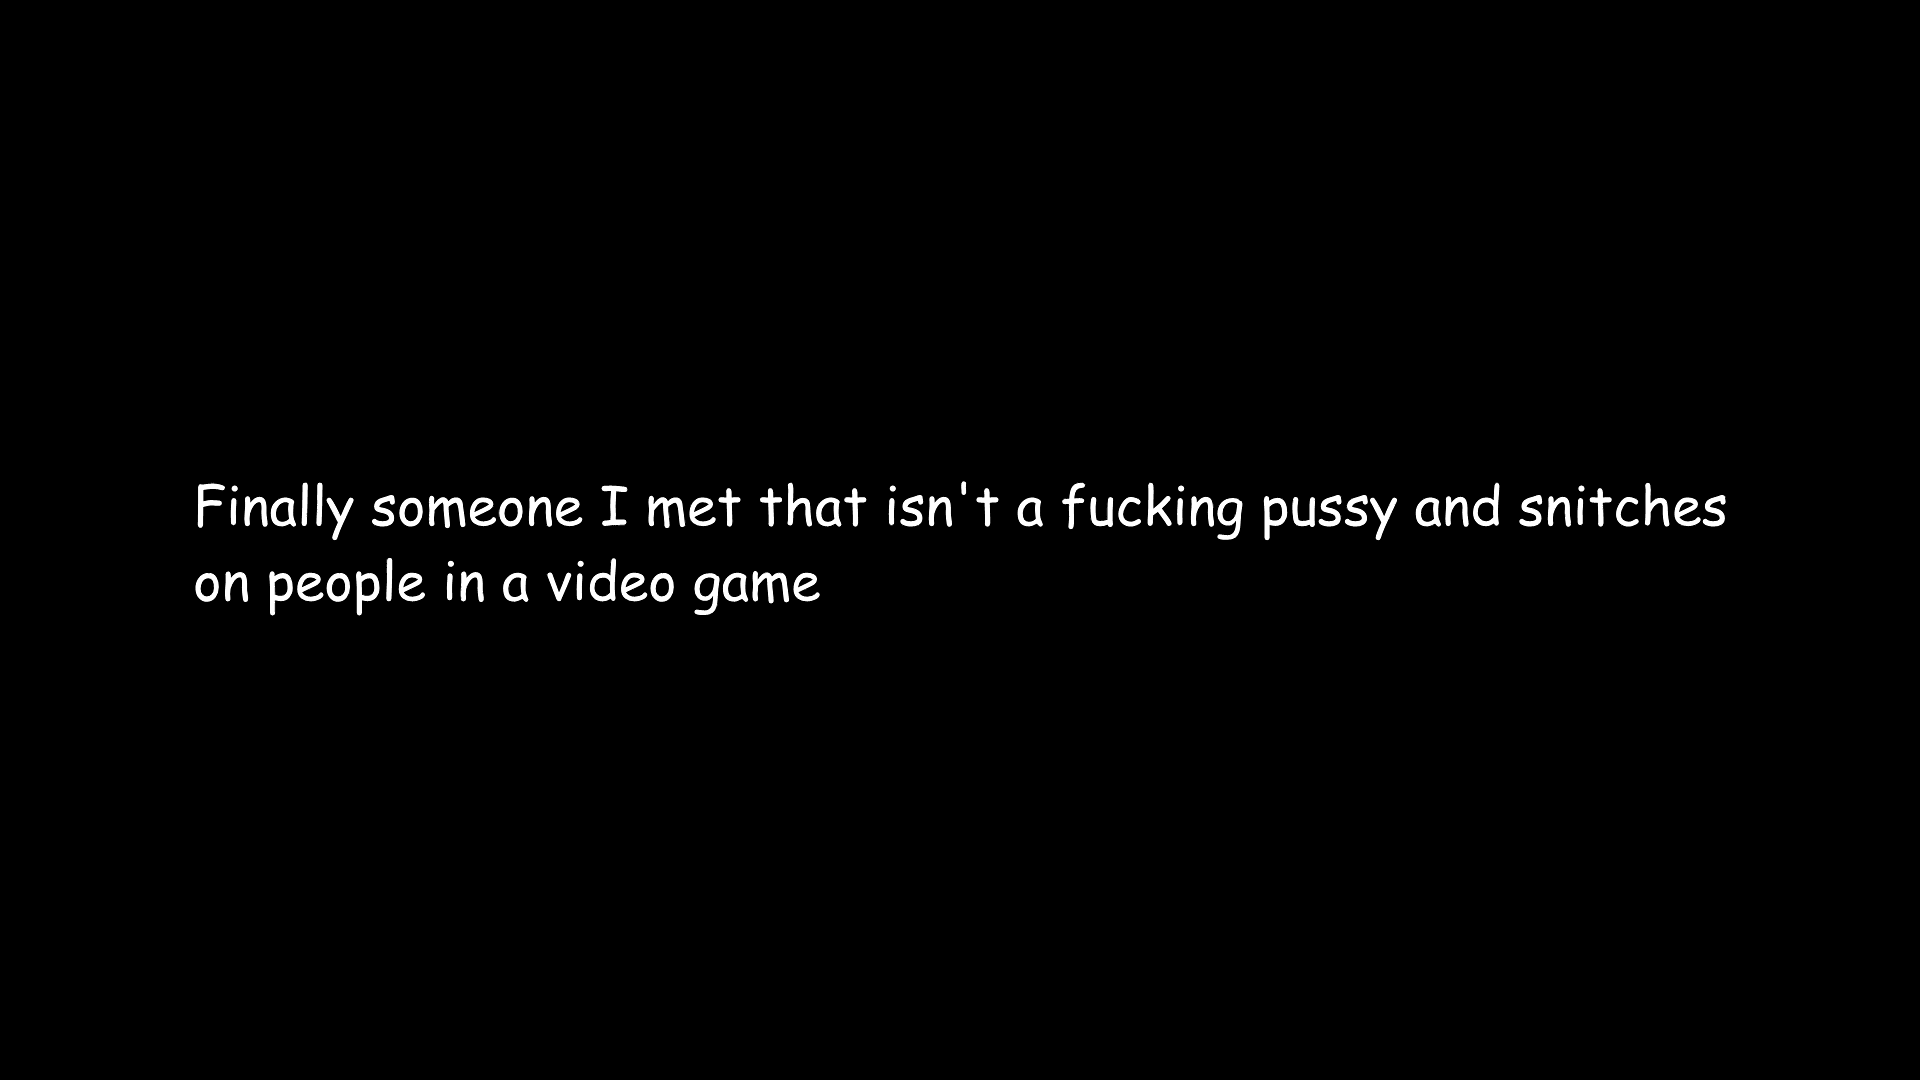 Finally someone I met that isn't a fucking pussy and snitches
on people in a video game